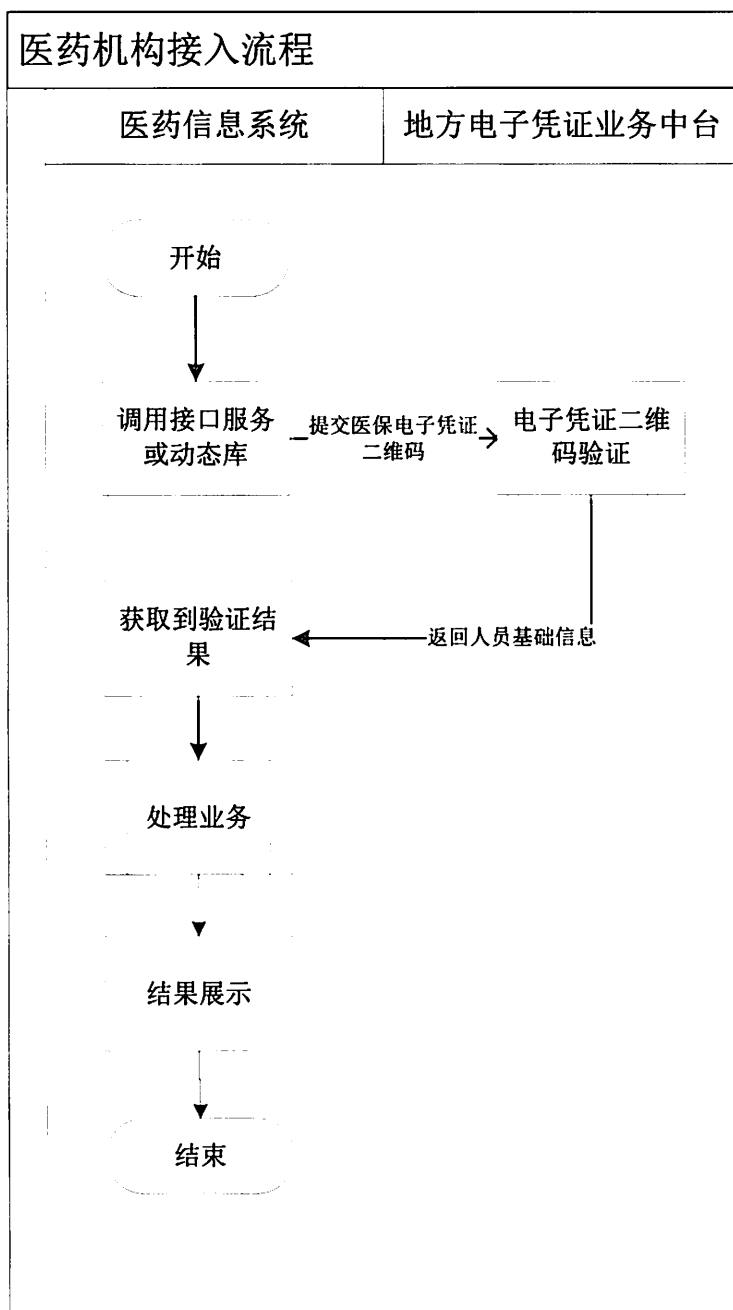 医药机构接入流程
医药信息系统
地方电子凭证业务中台
开始
调用接口服务
或动态库
提交医保电子凭证
二维码
电子凭证二维
码验证
获取到验证结
果
返回人员基础信息
处理业务
结果展示
结束